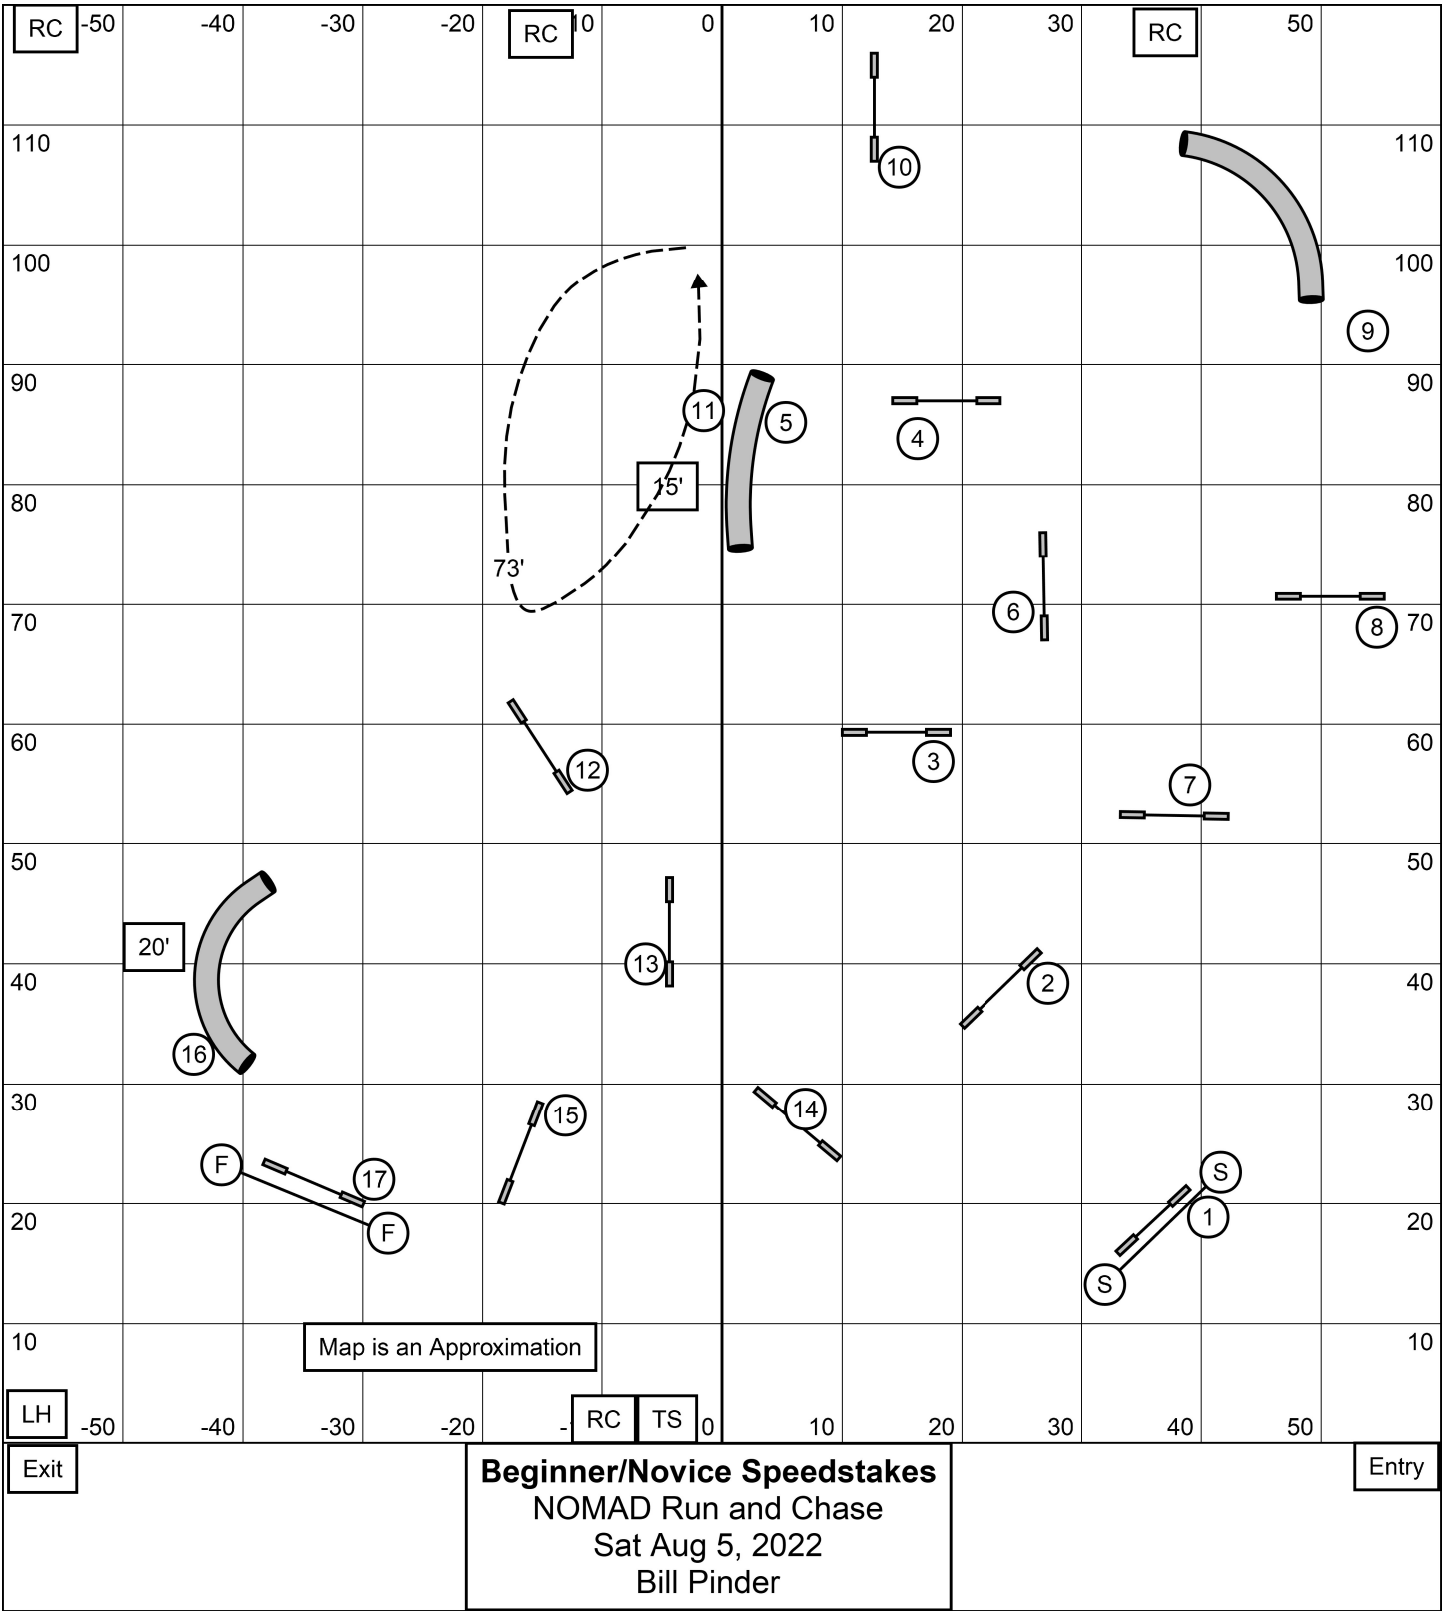 RC -50 -40 -30 -20 RC 10 0 10 20 30 RC 50
110 10 110
100 100
9
90 90
11 5 4
80 15' 80
73'
70 6 8 70
60 12 3 60
7
50 50
20' 13
40 2 40
16
30 15 14 30
F 17 S
20 F 1 20
S
10 Map is an Approximation 10
LH -50 -40 -30 -20 - RC TS 0 10 20 30 40 50
Exit Entry
Beginner/Novice Speedstakes
NOMAD Run and Chase
Sat Aug 5, 2022
Bill Pinder